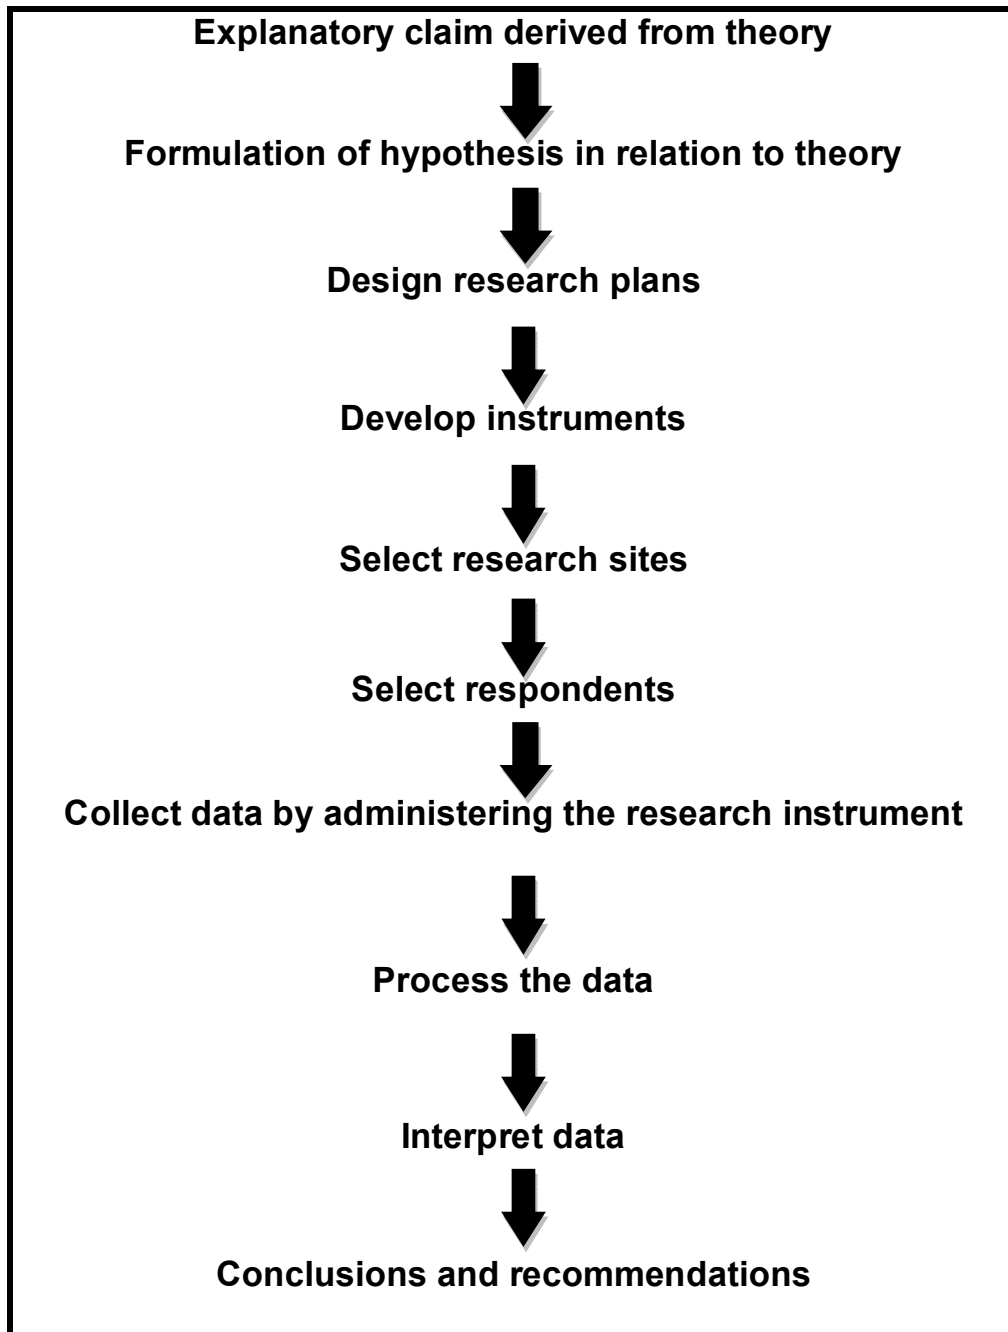 Explanatory claim derived from theory
Formulation of hypothesis in relation to theory
Design research plans
Develop instruments
Select research sites
Select respondents
Collect data by administering the research instrument
Process the data
Interpret data
Conclusions and recommendations